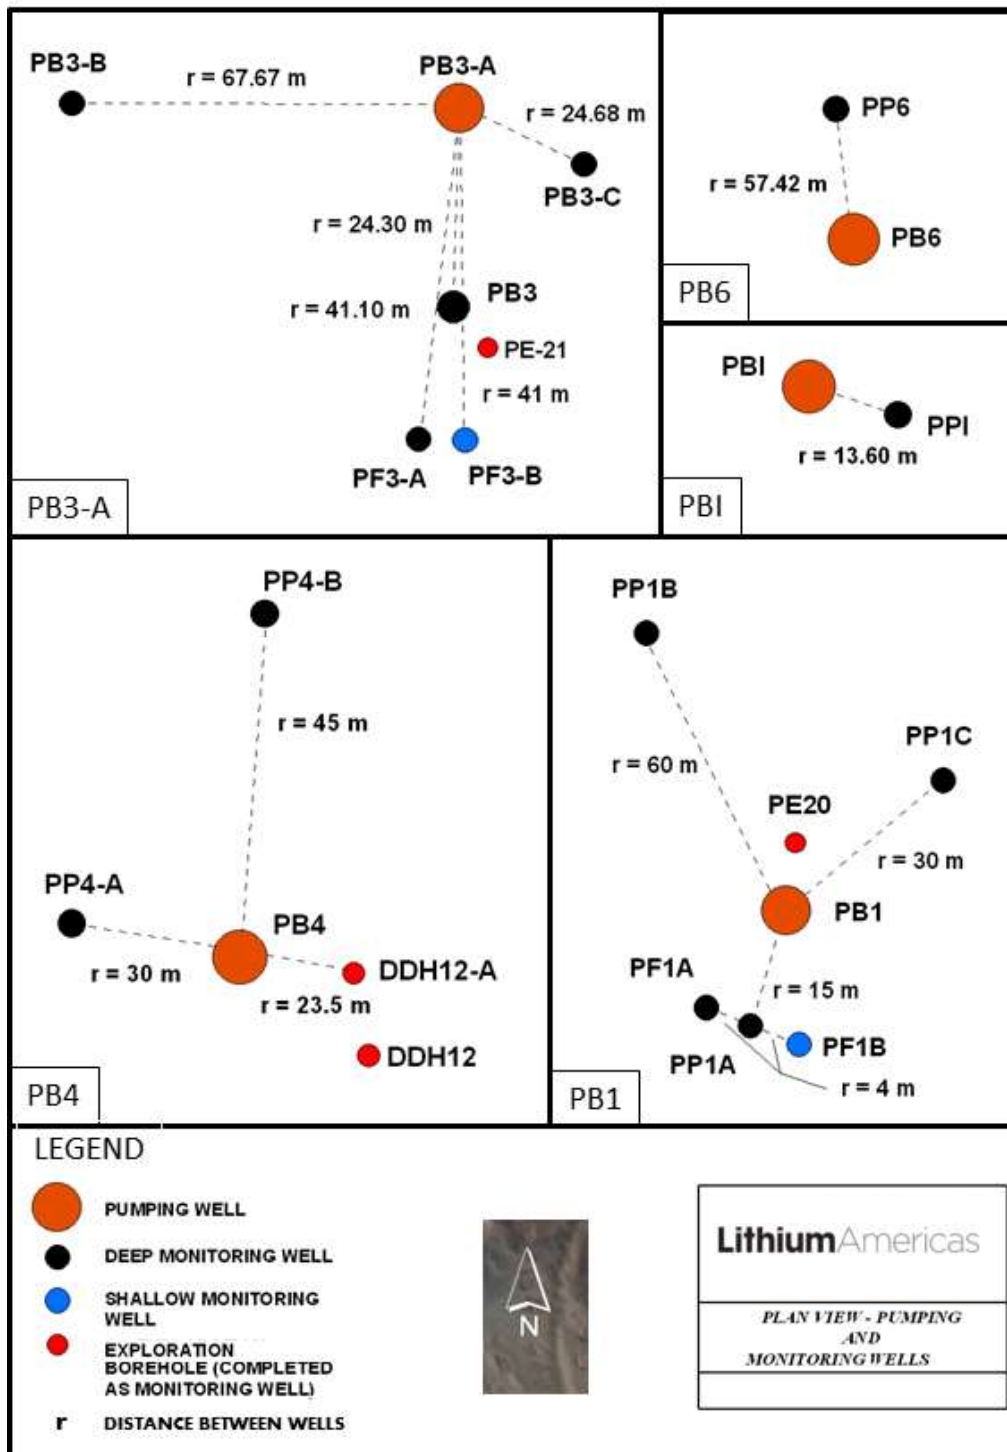 PB3-B
r = 67.67 m
PB3-A
r = 24.68 m
PB3-C
r = 24.30 m
r = 41.10 m
PB3
PE-21
r = 41 m
PF3-A
PF3-B
PB3-A
PP6
r = 57.42 m
PB6
PB6
PBI
PPI
r = 13.60 m
PBI
PP4-B
r = 45 m
PP4-A
PB4
r = 30 m
DDH12-A
r = 23.5 m
DDH12
PB4
PP1B
PP1C
r = 60 m
PE20
r = 30 m
PB1
PF1A
r = 15 m
PP1A
PF1B
r = 4 m
PB1
LEGEND
PUMPING WELL
DEEP MONITORING WELL
SHALLOW MONITORING
WELL
EXPLORATION
BOREHOLE (COMPLETED
AS MONITORING WELL)
r DISTANCE BETWEEN WELLS
N
LithiumAmericas
PLAN VIEW - PUMPING
AND
MONITORING WELLS